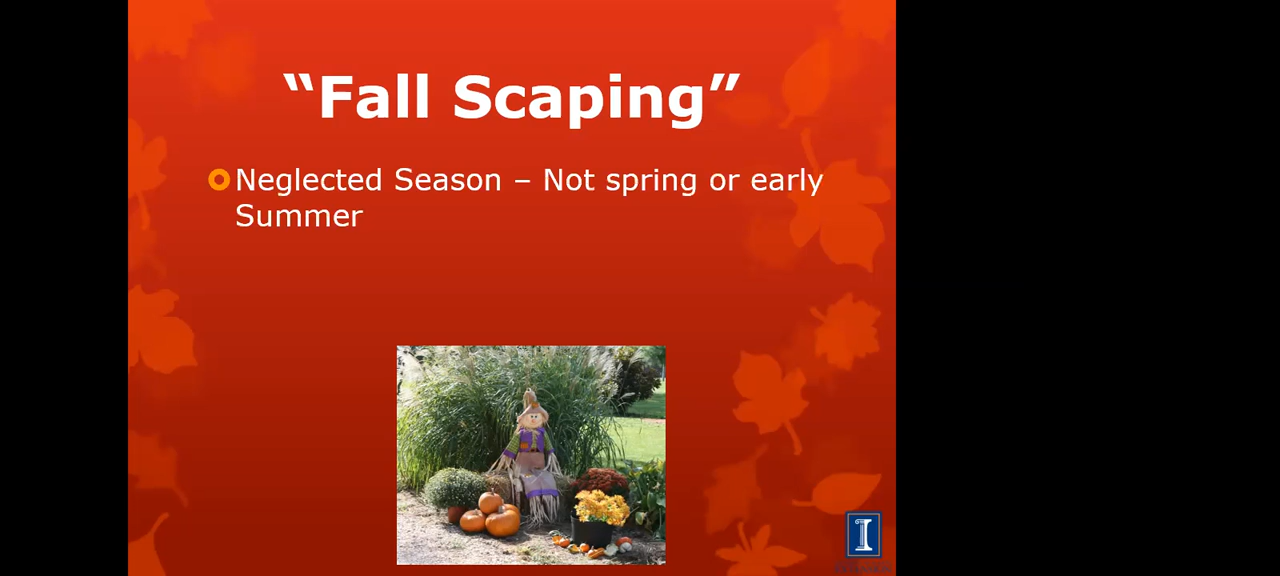 “Fall Scaping”
Neglected Season – Not spring or early
Summer
I